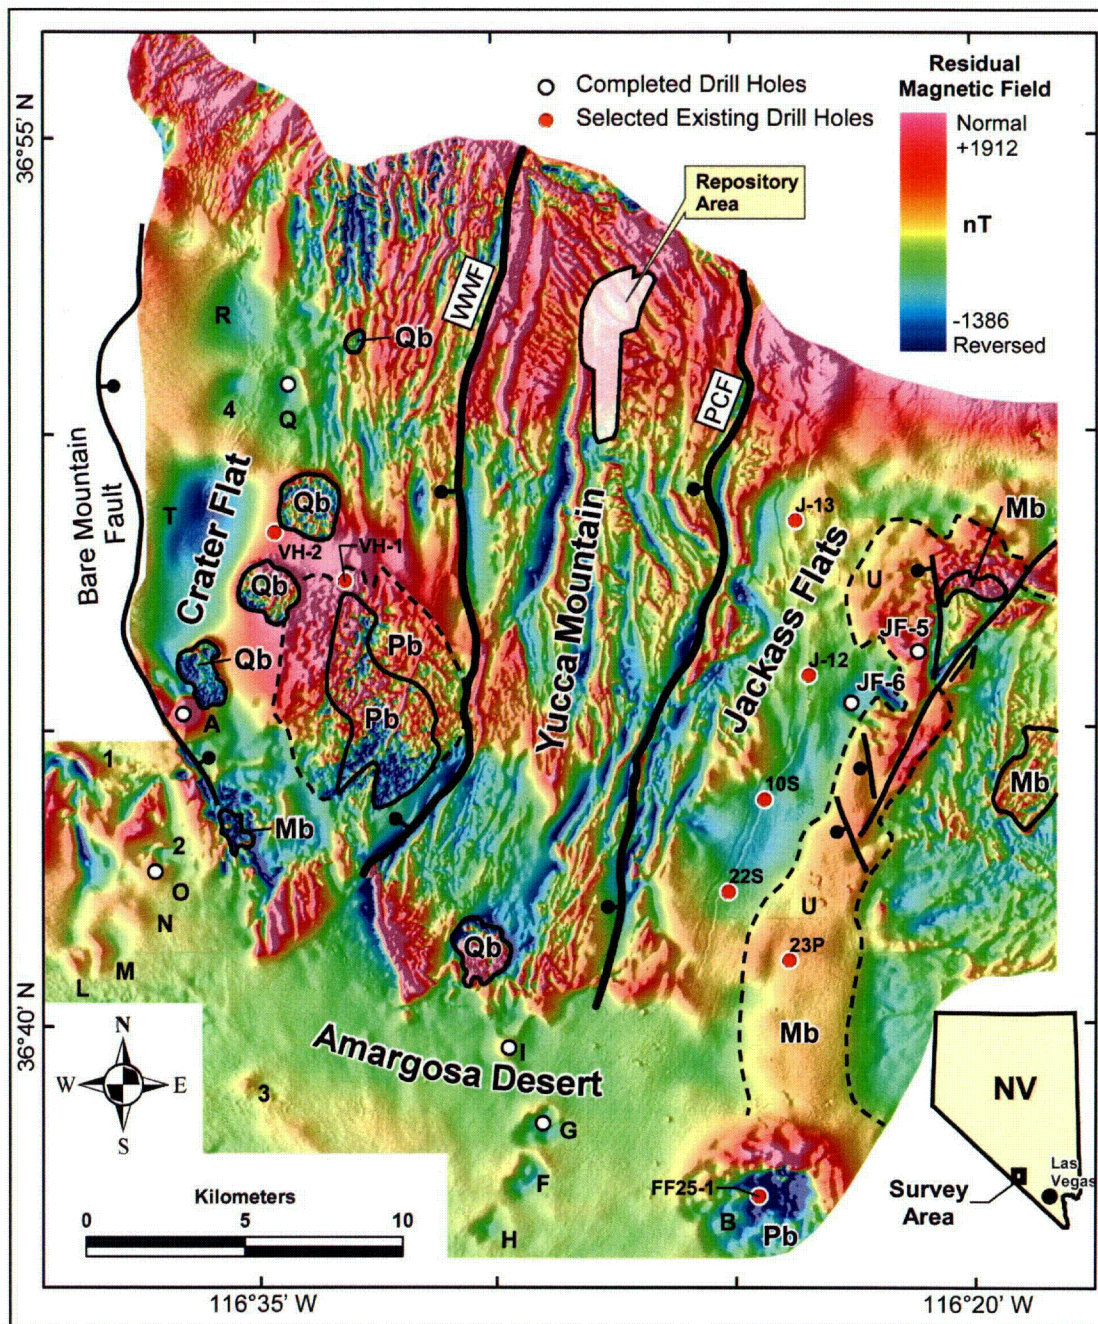 Completed Drill Holes
Selected Existing Drill Holes
Residual
Magnetic Field
Normal
+1912
nT
-1386
Reversed
36°55' N
Repository
Area
WWF
R
Qb
4
Q
PCF
Bare Mountain
Fault
Crater Flat
T
Qb
VH-2
VH-1
J-13
Mb
U
Qb
Pb
Yucca Mountain
Jackass Flats
JF-5
Qb
J-12
JF-6
A
Pb
1
10S
Mb
Mb
2
22S
O
N
U
Qb
23P
M
L
36°40' N
Mb
I
Amargosa Desert
N
W
E
S
3
G
NV
Las
Vegas
Survey
Area
F
FF25-1
B
H
Pb
Kilometers
0
5
10
116°35' W
116°20' W